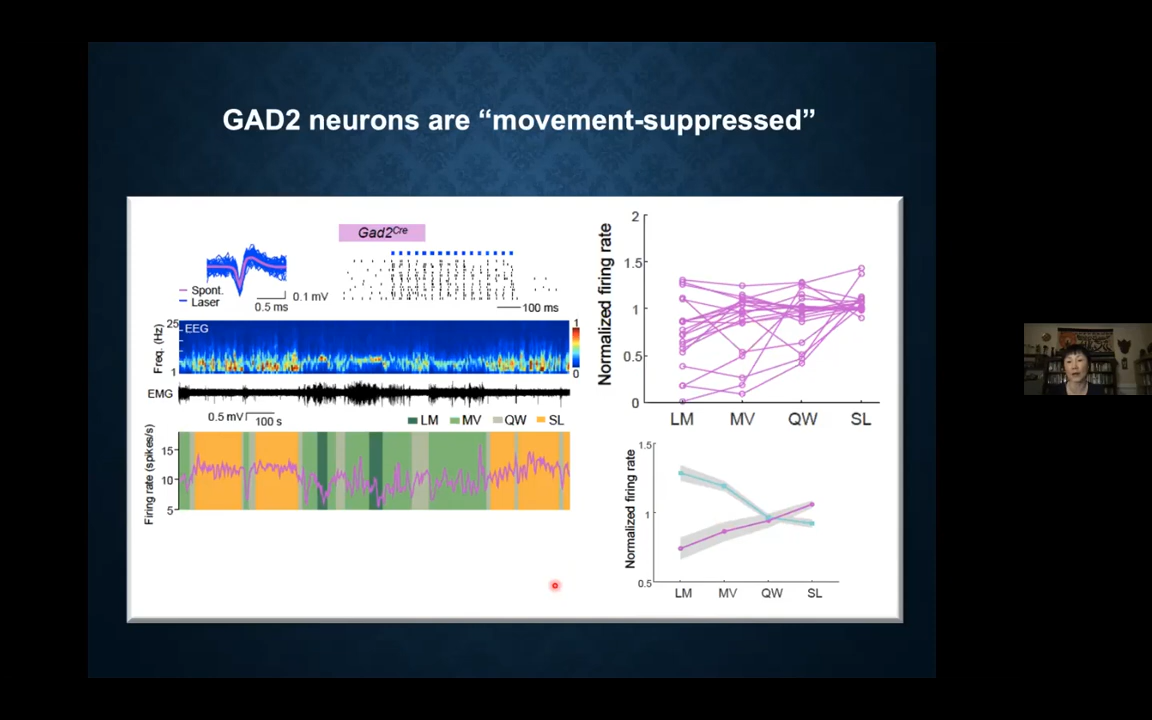 GAD2 neurons are “movement-suppressed”
Gad2Cre
Spont.
Laser
0.1 mV
0.5 ms
100 ms
Freq. (Hz)
25
1
EEG
1
0
EMG
0.5 mV
100 s
LM
MV
QW
SL
Firing rate (spikes/s)
15
10
5
Normalized firing rate
2
1.5
1
0.5
0
LM
MV
QW
SL
Normalized firing rate
1.5
1
0.5
LM
MV
QW
SL